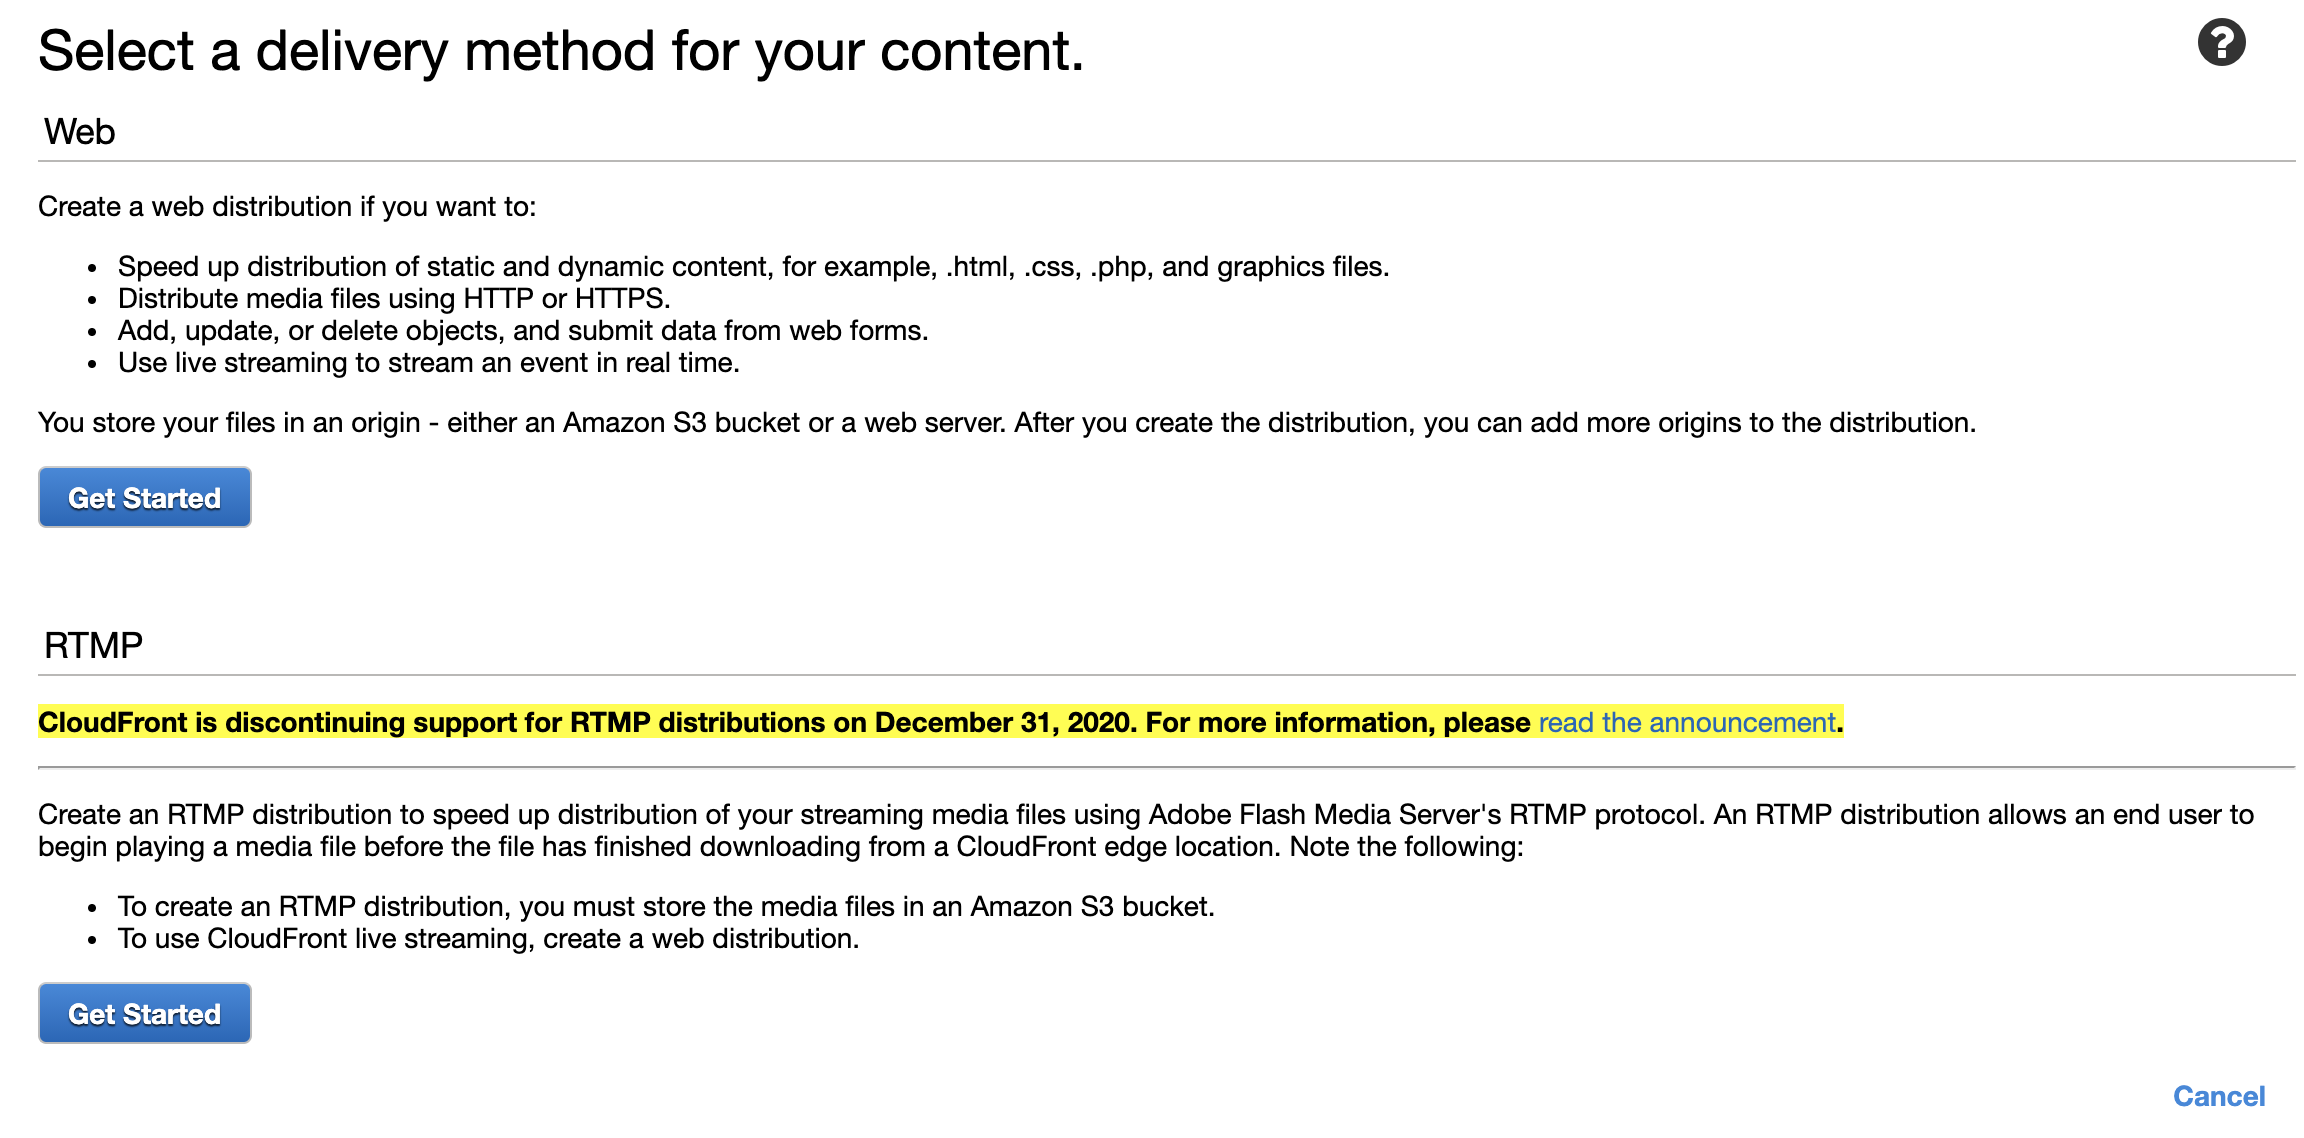 Select a delivery method for your content.
?
Web
Create a web distribution if you want to:
• Speed up distribution of static and dynamic content, for example, .html, .css, .php, and graphics files.
• Distribute media files using HTTP or HTTPS.
• Add, update, or delete objects, and submit data from web forms.
• Use live streaming to stream an event in real time.
You store your files in an origin - either an Amazon S3 bucket or a web server. After you create the distribution, you can add more origins to the distribution.
Get Started
RTMP
CloudFront is discontinuing support for RTMP distributions on December 31, 2020. For more information, please read the announcement.
Create an RTMP distribution to speed up distribution of your streaming media files using Adobe Flash Media Server's RTMP protocol. An RTMP distribution allows an end user to
begin playing a media file before the file has finished downloading from a CloudFront edge location. Note the following:
• To create an RTMP distribution, you must store the media files in an Amazon S3 bucket.
• To use CloudFront live streaming, create a web distribution.
Get Started
Cancel